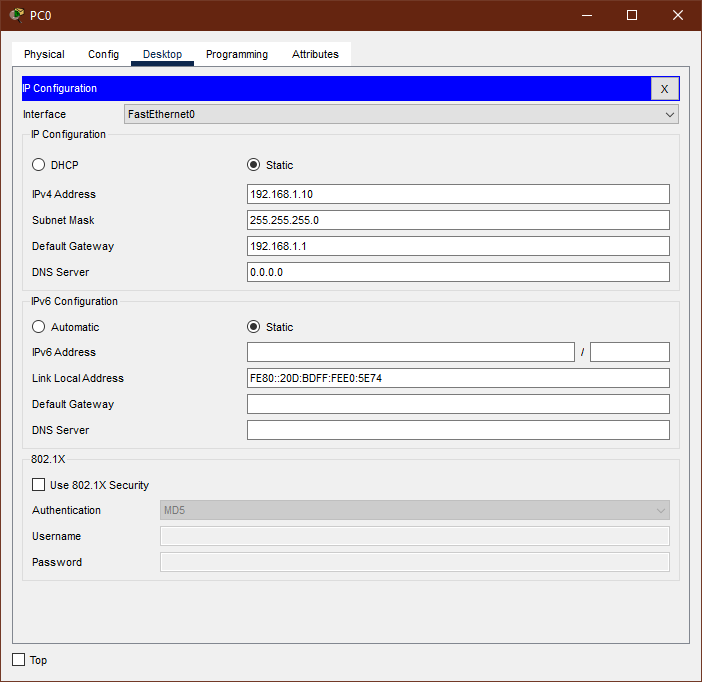 PC0
Physical Config Desktop Programming Attributes
IP Configuration X
Interface FastEthernet0
IP Configuration
DHCP Static
IPv4 Address 192.168.1.10
Subnet Mask 255.255.255.0
Default Gateway 192.168.1.1
DNS Server 0.0.0.0
IPv6 Configuration
Automatic Static
IPv6 Address /
Link Local Address FE80::20D:BDFF:FEE0:5E74
Default Gateway
DNS Server
802.1X
Use 802.1X Security
Authentication MD5
Username
Password
Top